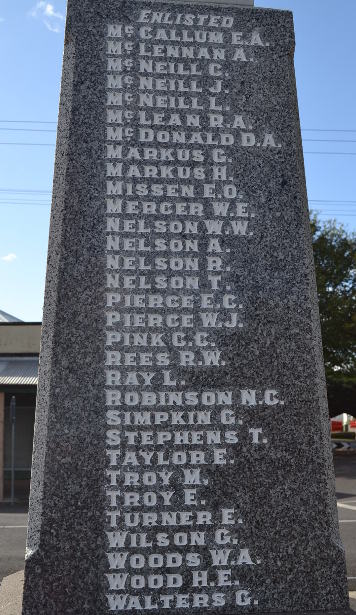 ENLISTED
McCALLUM E.A.
McLENNAN A.
McNEILL C.
McNEILL J.
McNEILL L.
McLEAN R.A.
McDONALD D.A.
MARKUS G.
MARKUS H.
MISSEN E.O.
MERCER W.E.
NELSON W.W.
NELSON A.
NELSON R.
NELSON T.
PIERCE E.C.
PIERCE W.J.
PINK C.C.
REES R.W.
RAY L.
ROBINSON N.C.
SIMPKIN G.
STEPHENS T.
TAYLOR E.
TROY M.
TROY E.
TURNER E.
WILSON G.
WOODS W.A.
WOOD H.E.
WALTERS G.